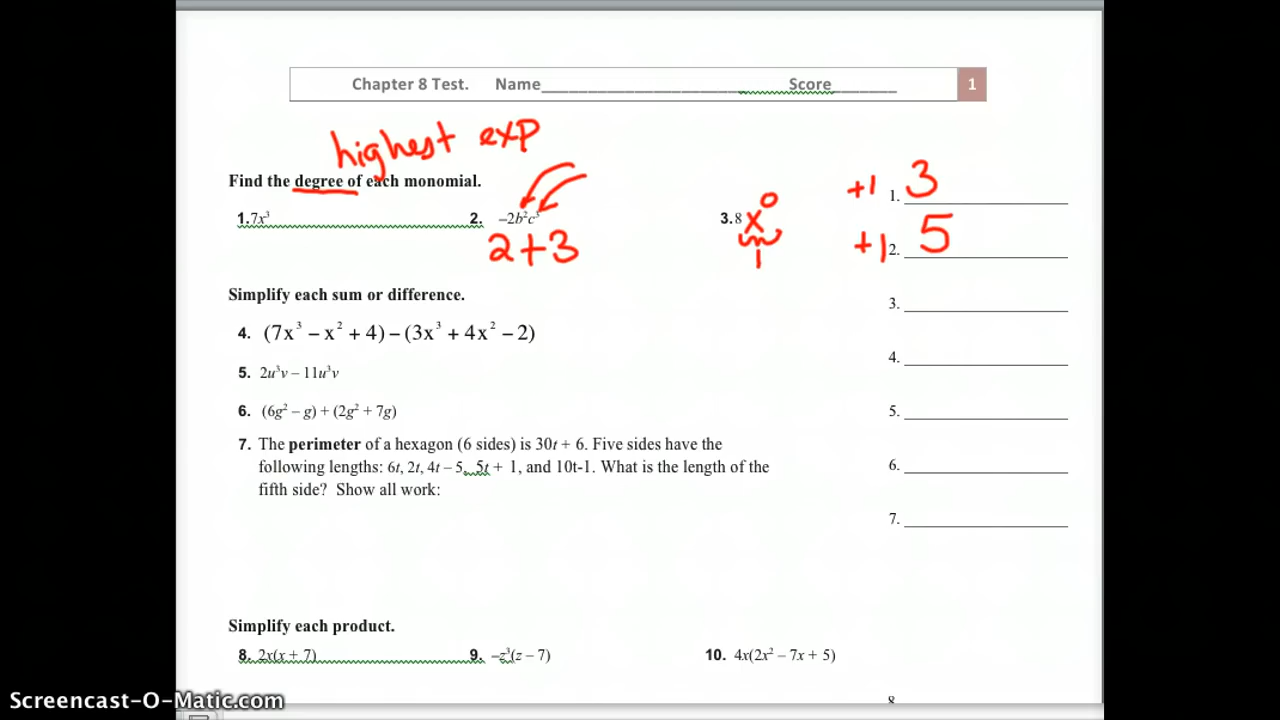 Chapter 8 Test. Name____________________ Score_______ 1
highest exp
Find the degree of each monomial.
1.7x³ 2. –2b²c³ 3.8 x⁰
2+3 1
+1 1. 3
+1 2. 5
Simplify each sum or difference.
3.
4. (7x³ – x² + 4) – (3x³ + 4x² – 2)
4.
5. 2u³v – 11u³v
6. (6g² – g) + (2g² + 7g)
5.
7. The perimeter of a hexagon (6 sides) is 30t + 6. Five sides have the
following lengths: 6t, 2t, 4t – 5, 5t + 1, and 10t-1. What is the length of the
6.
fifth side? Show all work:
7.
Simplify each product.
8. 2x(x + 7) 9. –z³(z – 7) 10. 4x(2x² – 7x + 5)
8
Screencast-O-Matic.com